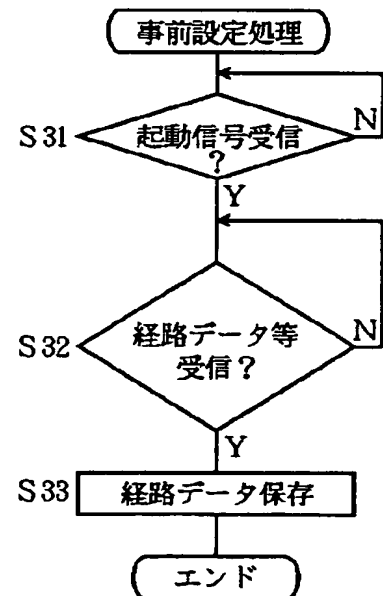 事前設定処理
S31
起動信号受信
?
N
Y
S32
経路データ等
受信?
N
Y
S33
経路データ保存
エンド